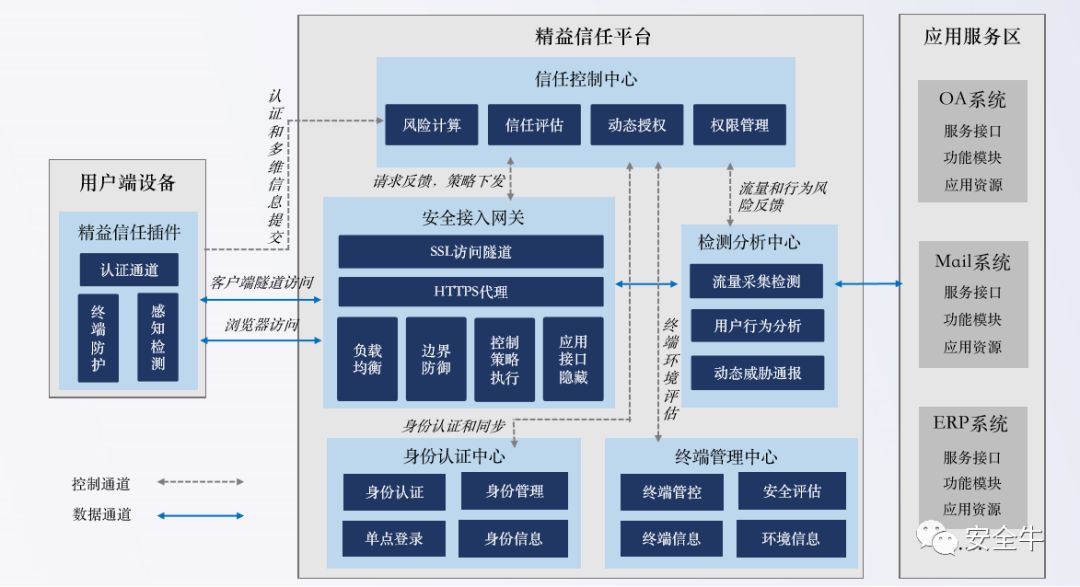 精益信任平台
应用服务区
信任控制中心
风险计算
信任评估
动态授权
权限管理
认证和多维信息提交
用户端设备
精益信任插件
认证通道
终端防护
感知检测
请求反馈，策略下发
流量和行为风
险反馈
安全接入网关
SSL访问隧道
HTTPS代理
负载
均衡
边界
防御
控制
策略
执行
应用
接口
隐藏
客户端隧道访问
浏览器访问
检测分析中心
流量采集检测
用户行为分析
动态威胁通报
终端环境评估
身份认证和同步
身份认证中心
身份认证
身份管理
单点登录
身份信息
终端管理中心
终端管控
安全评估
终端信息
环境信息
OA系统
服务接口
功能模块
应用资源
Mail系统
服务接口
功能模块
应用资源
ERP系统
服务接口
功能模块
应用资源
……
控制通道
数据通道
安全牛